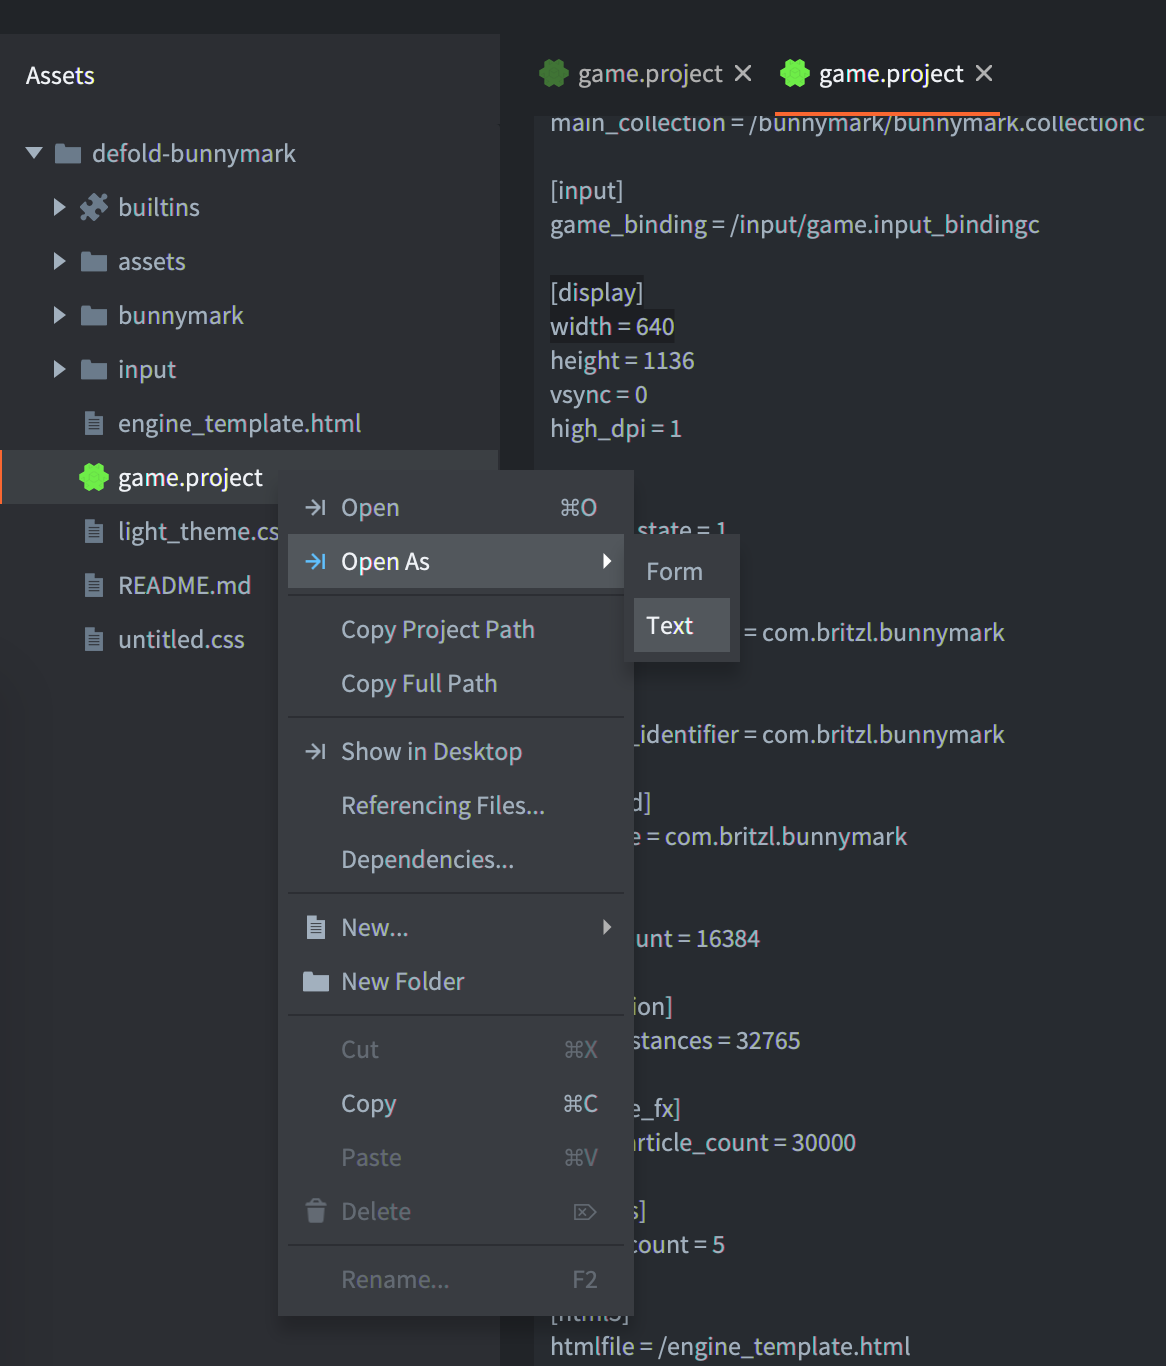 Assets
defold-bunnymark
builtins
assets
bunnymark
input
engine_template.html
game.project
light_theme.cs
README.md
untitled.css
game.project
game.project
main_collection = /bunnymark/bunnymark.collectionc
[input]
game_binding = /input/game.input_bindingc
[display]
width = 640
height = 1136
vsync = 0
high_dpi = 1
state = 1
= com.britzl.bunnymark
_identifier = com.britzl.bunnymark
d]
e = com.britzl.bunnymark
unt = 16384
ion]
stances = 32765
e_fx]
article_count = 30000
s]
count = 5
[html5]
htmlfile = /engine_template.html
Open ⌘O
Open As
Copy Project Path
Copy Full Path
Show in Desktop
Referencing Files...
Dependencies...
New...
New Folder
Cut ⌘X
Copy ⌘C
Paste ⌘V
Delete ⌦
Rename... F2
Form
Text